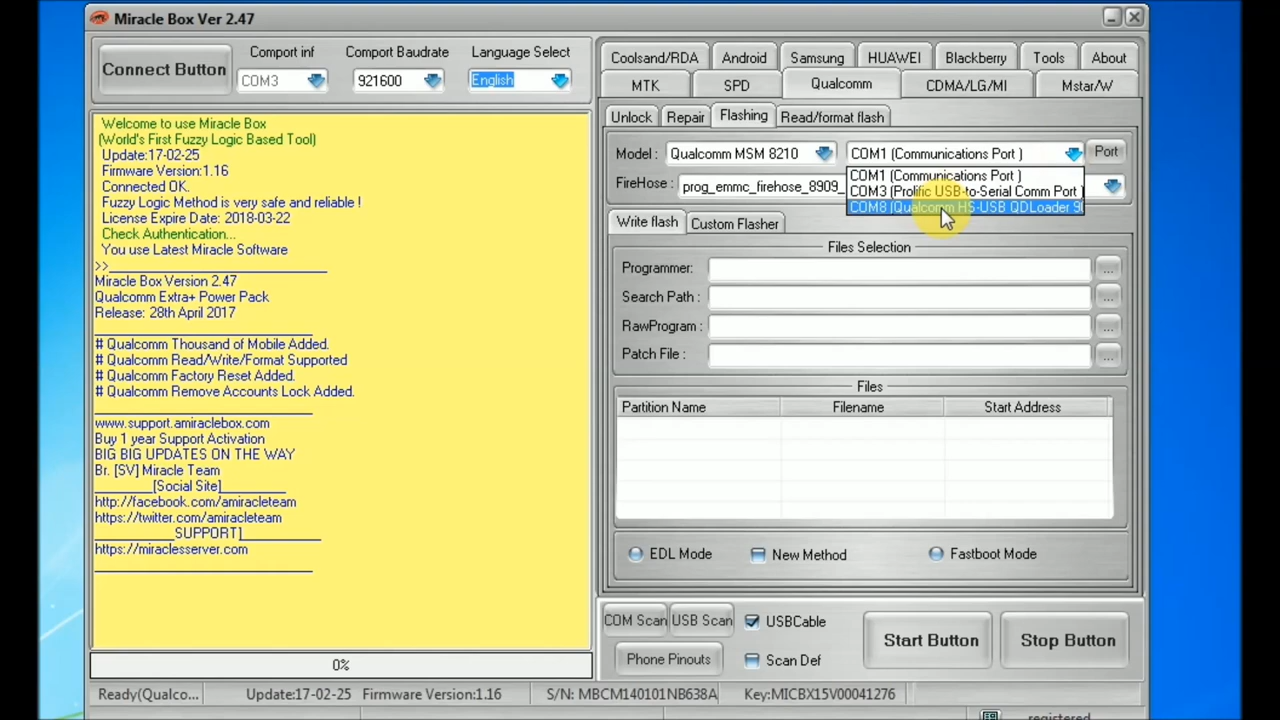 Miracle Box Ver 2.47
Connect Button
Comport inf
Comport Baudrate
Language Select
COM3
921600
English
Welcome to use Miracle Box
(World's First Fuzzy Logic Based Tool)
Update:17-02-25
Firmware Version:1.16
Connected OK.
Fuzzy Logic Method is very safe and reliable !
License Expire Date: 2018-03-22
Check Authentication...
You use Latest Miracle Software
>>
Miracle Box Version 2.47
Qualcomm Extra+ Power Pack
Release: 28th April 2017
# Qualcomm Thousand of Mobile Added.
# Qualcomm Read/Write/Format Supported
# Qualcomm Factory Reset Added.
# Qualcomm Remove Accounts Lock Added.
www.support.amiraclebox.com
Buy 1 year Support Activation
BIG BIG UPDATES ON THE WAY
Br. [SV] Miracle Team
[Social Site]
http://facebook.com/amiracleteam
https://twitter.com/amiracleteam
SUPPORT]
https://miraclesserver.com
0%
Coolsand/RDA Android Samsung HUAWEI Blackberry Tools About
MTK SPD Qualcomm CDMA/LG/MI Mstar/W
Unlock Repair Flashing Read/format flash
Model : Qualcomm MSM 8210 COM1 (Communications Port ) Port
COM1 (Communications Port )
COM3 (Prolific USB-to-Serial Comm Port )
COM8 (Qualcomm HS-USB QDLoader 90
FireHose : prog_emmc_firehose_8909_
Write flash Custom Flasher
Files Selection
Programmer: ...
Search Path : ...
RawProgram : ...
Patch File : ...
Files
Partition Name Filename Start Address
EDL Mode New Method Fastboot Mode
COM Scan USB Scan USBCable
Phone Pinouts Scan Def
Start Button Stop Button
Ready(Qualco... Update:17-02-25 Firmware Version:1.16 S/N: MBCM140101NB638A Key:MICBX15V00041276
registered